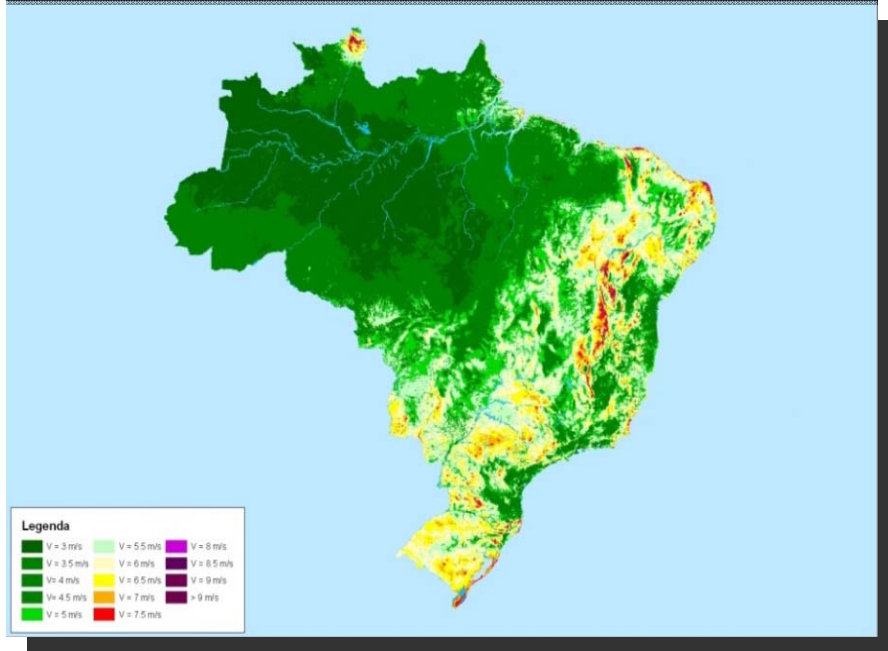 Legenda
V = 3 m/s
V = 3.5 m/s
V= 4 m/s
V= 4.5 m/s
V = 5 m/s
V = 5.5 m/s
V = 6 m/s
V = 6.5 m/s
V = 7 m/s
V = 7.5 m/s
V = 8 m/s
V = 8.5 m/s
V = 9 m/s
> 9 m/s